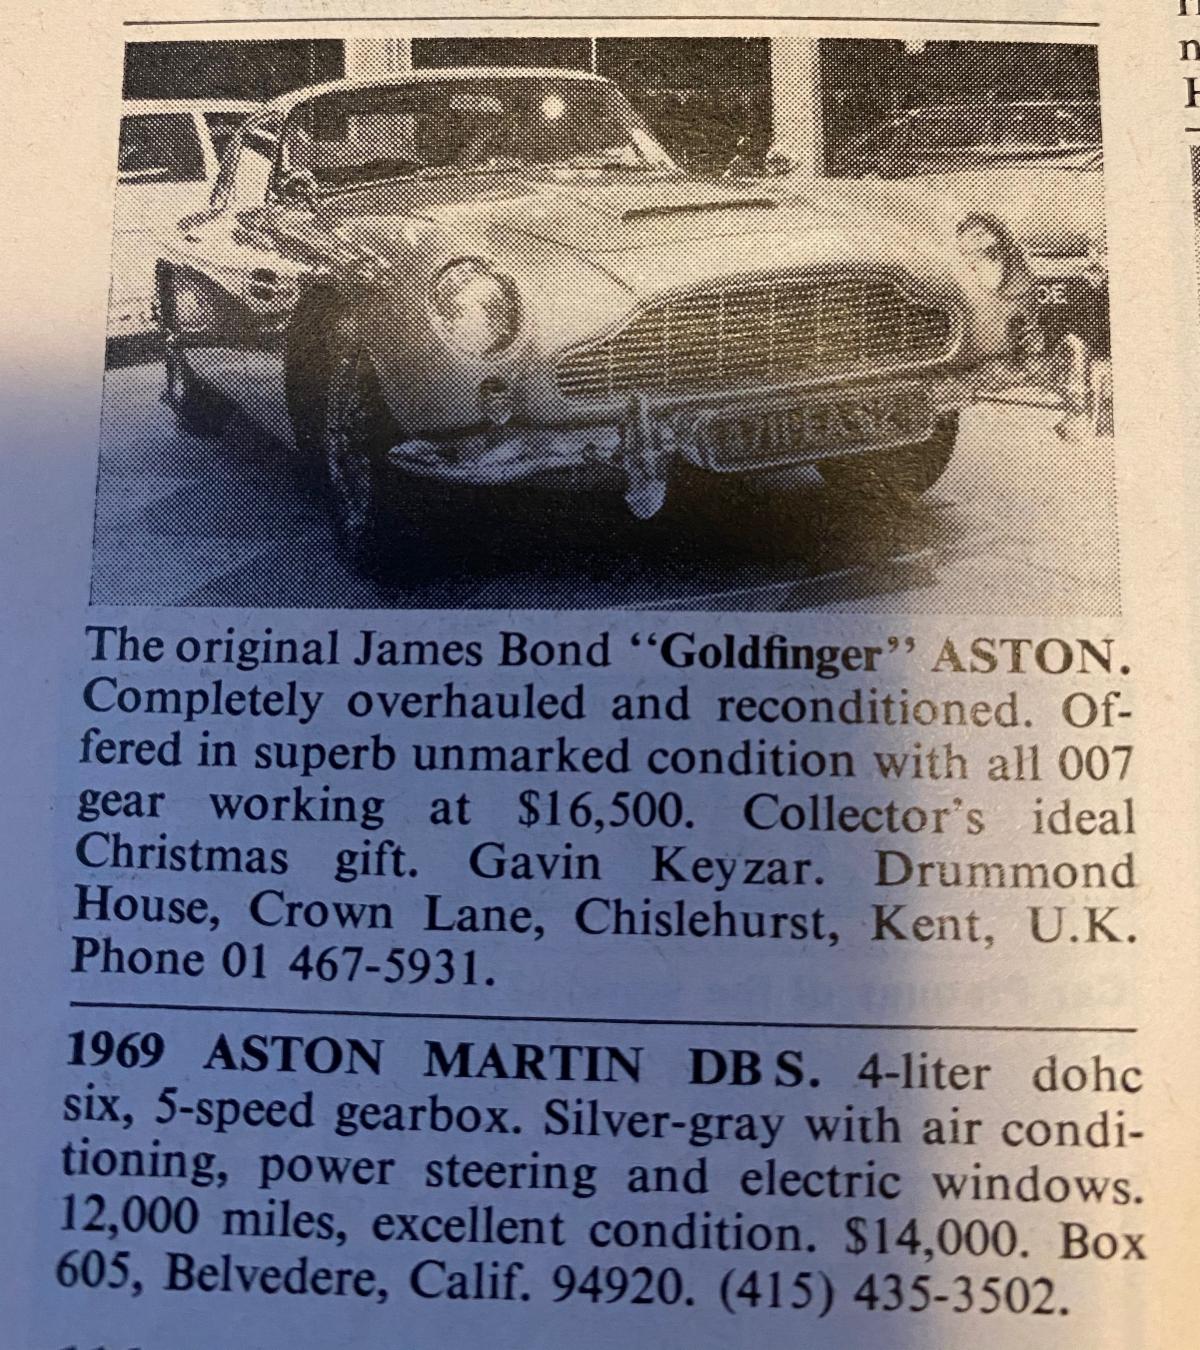 The original James Bond “Goldfinger” ASTON.
Completely overhauled and reconditioned. Of-
fered in superb unmarked condition with all 007
gear working at $16,500. Collector’s ideal
Christmas gift. Gavin Keyzar. Drummond
House, Crown Lane, Chislehurst, Kent, U.K.
Phone 01 467-5931.
1969 ASTON MARTIN DB S. 4-liter dohc
six, 5-speed gearbox. Silver-gray with air condi-
tioning, power steering and electric windows.
12,000 miles, excellent condition. $14,000. Box
605, Belvedere, Calif. 94920. (415) 435-3502.